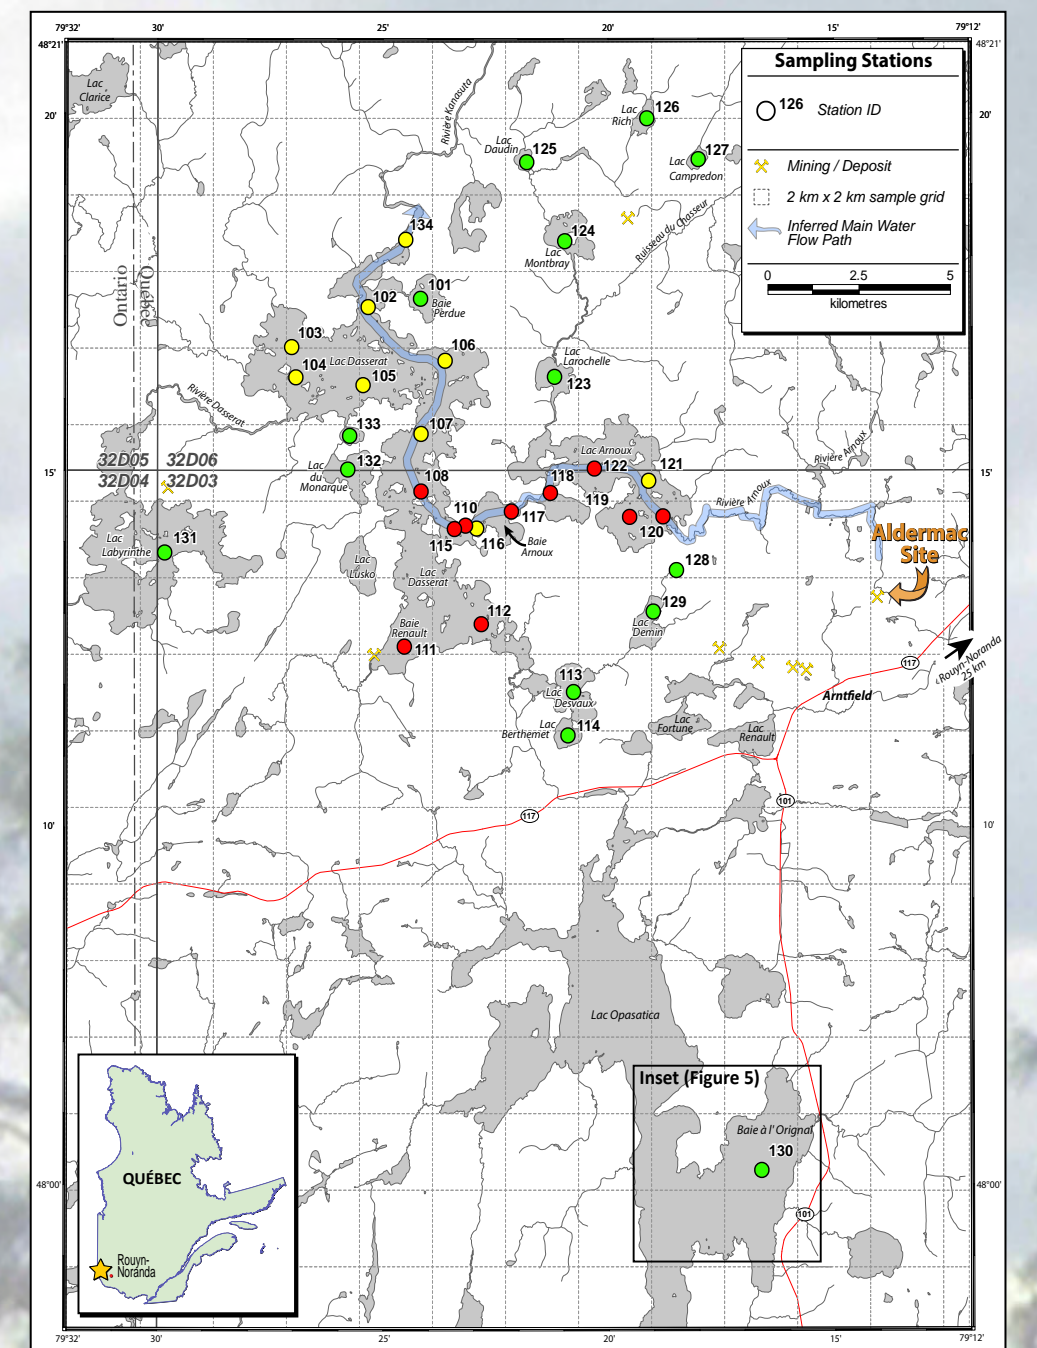 79°32'
30'
25'
20'
79°12'
48°21'
48°21'
Lac
Clarice
Rivière Kanasuta
Sampling Stations
126
Station ID
Mining / Deposit
2 km x 2 km sample grid
Inferred Main Water
Flow Path
0
2.5
5
kilometres
20'
20'
Lac
Rich
126
Lac
Daudin
125
127
Lac
Campredon
134
124
Lac
Montbray
Ruisseau du Chasseur
Ontario
Québec
101
Baie
Perdue
102
103
104
Lac Dasserat
105
106
Lac
Larochelle
123
Rivière Dasserat
133
107
32D05
32D06
32D04
32D03
15'
15'
132
Lac
du
Monarque
108
Lac Arnoux
122
121
118
119
Rivière Arnoux
Rivière Arnoux
110
117
120
115
116
Baie
Arnoux
Aldermac
Site
Lac
Labyrinthe
131
Lac
Lusko
Lac
Dasserat
128
129
Lac
Demin
112
Baie
Renault
111
113
Lac
Desvaux
114
Lac
Berthemet
Lac
Fortune
Lac
Renault
Arntfield
117
Rouyn-Noranda
25 km
101
117
10'
10'
Lac Opasatica
Inset (Figure 5)
Baie à l'Orignal
130
101
48°00'
48°00'
QUÉBEC
Rouyn-
Noranda
79°32'
30'
25'
20'
15'
79°12'